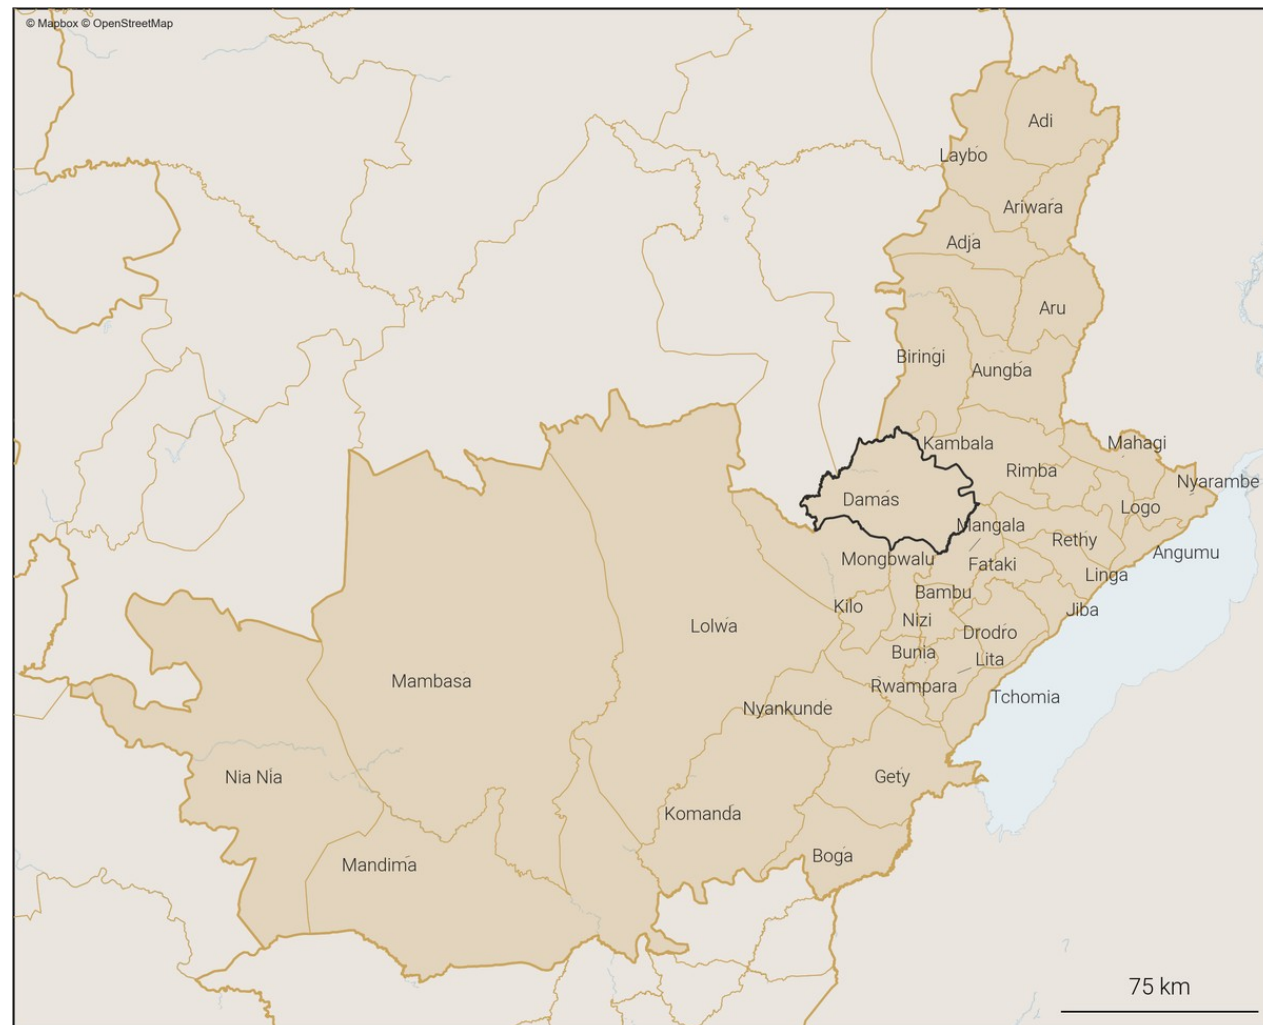 © Mapbox © OpenStreetMap
Adi
Laybo
Ariwara
Adja
Aru
Biringi
Aungba
Kambala
Mahagi
Rimba
Nyarambe
Damas
Logo
Mangala
Rethy
Angumu
Mongbwalu
Fataki
Linga
Bambu
Kilo
Jiba
Nizi
Lolwa
Drodro
Bunia
Lita
Mambasa
Rwampara
Tchomia
Nyankunde
Nia Nia
Gety
Komanda
Boga
Mandima
75 km